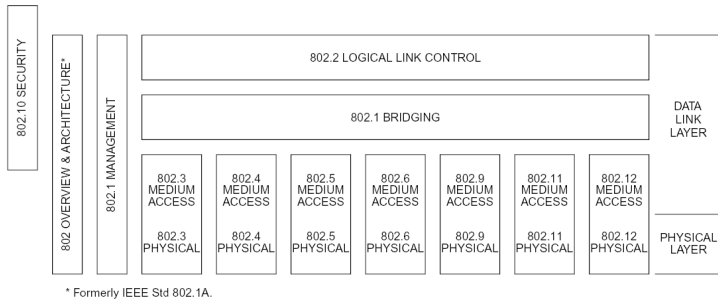 802.10 SECURITY
802 OVERVIEW & ARCHITECTURE*
802.1 MANAGEMENT
802.2 LOGICAL LINK CONTROL
802.1 BRIDGING
802.3
MEDIUM
ACCESS
802.3
PHYSICAL
802.4
MEDIUM
ACCESS
802.4
PHYSICAL
802.5
MEDIUM
ACCESS
802.5
PHYSICAL
802.6
MEDIUM
ACCESS
802.6
PHYSICAL
802.9
MEDIUM
ACCESS
802.9
PHYSICAL
802.11
MEDIUM
ACCESS
802.11
PHYSICAL
802.12
MEDIUM
ACCESS
802.12
PHYSICAL
DATA
LINK
LAYER
PHYSICAL
LAYER
* Formerly IEEE Std 802.1A.